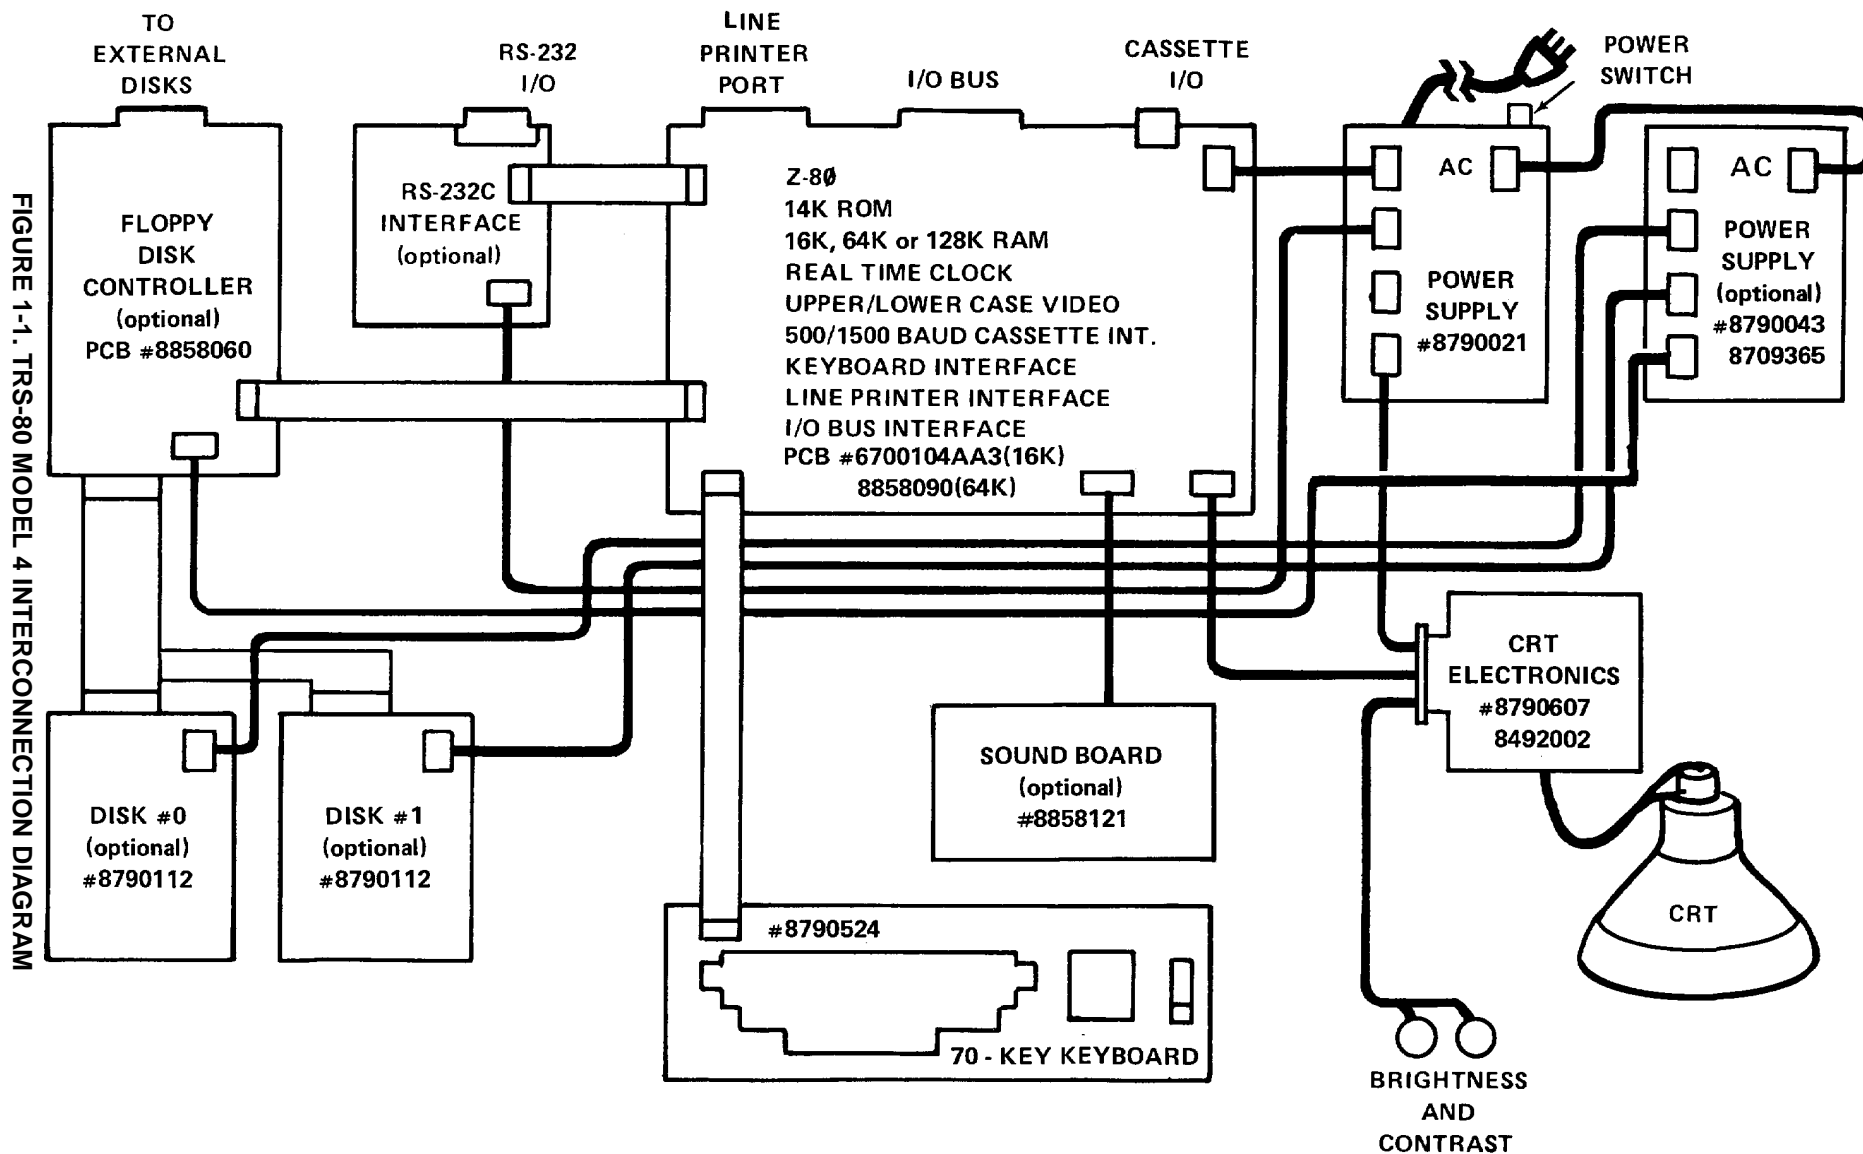 TO
EXTERNAL
DISKS
RS-232
I/O
LINE
PRINTER
PORT
I/O BUS
CASSETTE
I/O
POWER
SWITCH
FLOPPY
DISK
CONTROLLER
(optional)
PCB #8858060
RS-232C
INTERFACE
(optional)
Z-80
14K ROM
16K, 64K or 128K RAM
REAL TIME CLOCK
UPPER/LOWER CASE VIDEO
500/1500 BAUD CASSETTE INT.
KEYBOARD INTERFACE
LINE PRINTER INTERFACE
I/O BUS INTERFACE
PCB #6700104AA3(16K)
8858090(64K)
AC
POWER
SUPPLY
#8790021
AC
POWER
SUPPLY
(optional)
#8790043
8709365
CRT
ELECTRONICS
#8790607
8492002
SOUND BOARD
(optional)
#8858121
DISK #0
(optional)
#8790112
DISK #1
(optional)
#8790112
#8790524
70 - KEY KEYBOARD
CRT
BRIGHTNESS
AND
CONTRAST
FIGURE 1-1. TRS-80 MODEL 4 INTERCONNECTION DIAGRAM